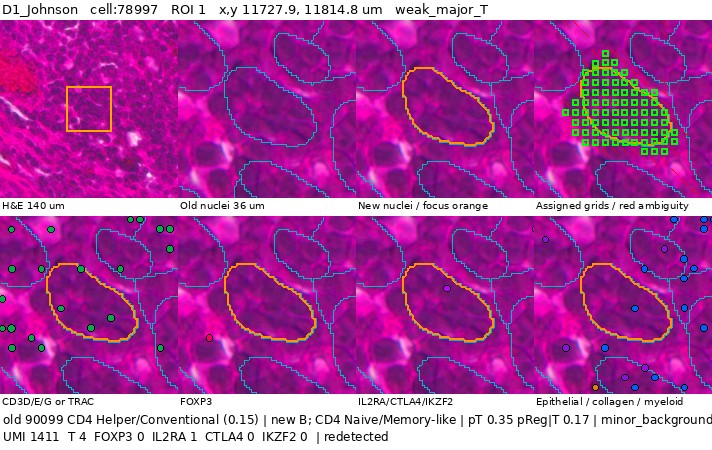 D1_Johnson   cell:78997   ROI 1   x,y 11727.9, 11814.8 um   weak_major_T
H&E 140 um
Old nuclei 36 um
New nuclei / focus orange
Assigned grids / red ambiguity
CD3D/E/G or TRAC
FOXP3
IL2RA/CTLA4/IKZF2
Epithelial / collagen / myeloid
old 90099 CD4 Helper/Conventional (0.15) | new B; CD4 Naive/Memory-like | pT 0.35 pReg|T 0.17 | minor_background
UMI 1411  T 4  FOXP3 0  IL2RA 1  CTLA4 0  IKZF2 0  | redetected